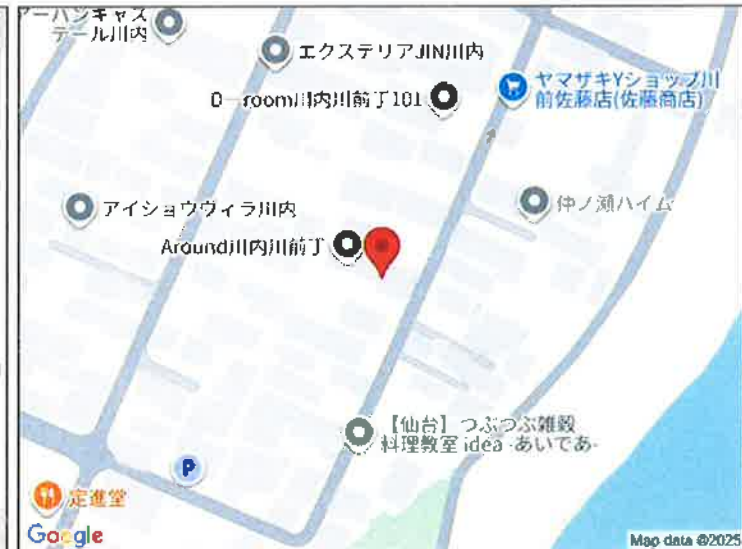 アーバンキャス
テール川内
エクステリアJIN川内
D-room川内川前丁101
ヤマザキYショップ川
前佐藤店(佐藤商店)
アイショウヴィラ川内
仲ノ瀬ハイム
Around川内川前丁
【仙台】つぶつぶ雑穀
料理教室 idea -あいであ-
P
定進堂
Google
Map data ©2025